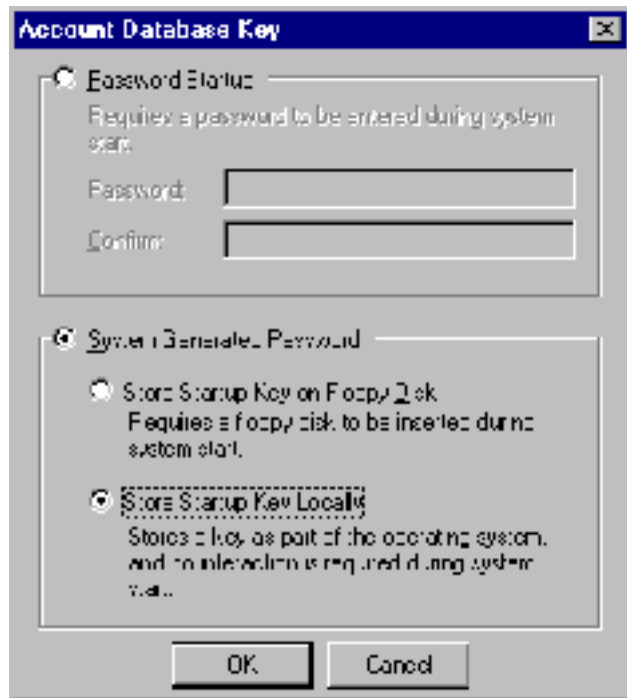 Account Database Key
Password Startup
Requires a password to be entered during system
start.
Password:
Confirm:
System Generated Password
Store Startup Key on Floppy Disk
Requires a floppy disk to be inserted during
system start.
Store Startup Key Locally
Stores a key as part of the operating system,
and no interaction is required during system
start.
OK
Cancel